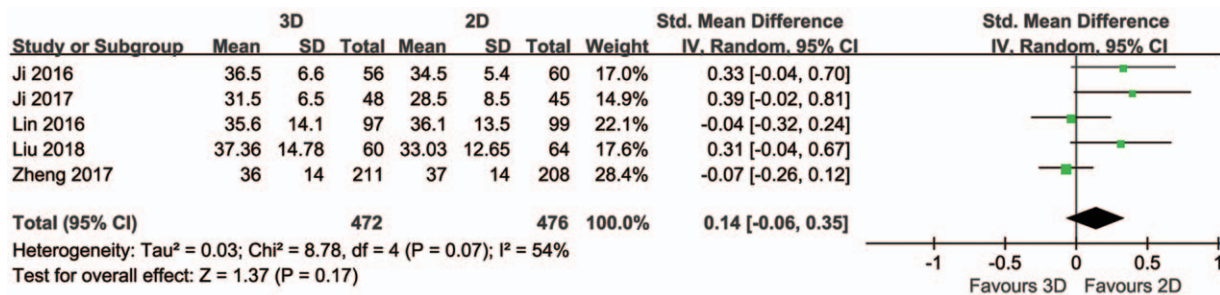 3D 2D Std. Mean Difference Std. Mean Difference
Study or Subgroup Mean SD Total Mean SD Total Weight IV, Random, 95% CI IV, Random, 95% CI
Ji 2016 36.5 6.6 56 34.5 5.4 60 17.0% 0.33 [-0.04, 0.70]
Ji 2017 31.5 6.5 48 28.5 8.5 45 14.9% 0.39 [-0.02, 0.81]
Lin 2016 35.6 14.1 97 36.1 13.5 99 22.1% -0.04 [-0.32, 0.24]
Liu 2018 37.36 14.78 60 33.03 12.65 64 17.6% 0.31 [-0.04, 0.67]
Zheng 2017 36 14 211 37 14 208 28.4% -0.07 [-0.26, 0.12]
Total (95% CI) 472 476 100.0% 0.14 [-0.06, 0.35]
Heterogeneity: Tau² = 0.03; Chi² = 8.78, df = 4 (P = 0.07); I² = 54%
Test for overall effect: Z = 1.37 (P = 0.17)
-1 -0.5 0 0.5 1
Favours 3D Favours 2D